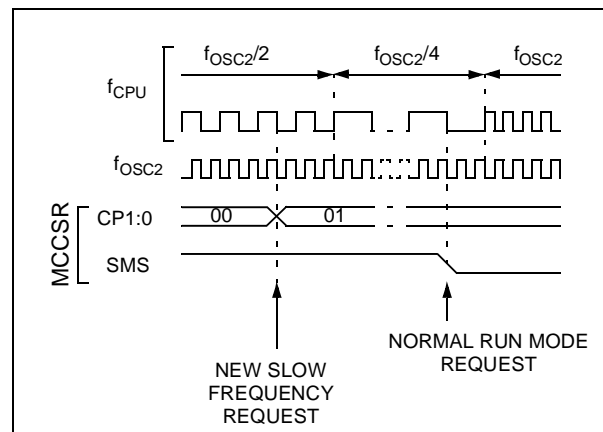 fOSC2/2 fOSC2/4 fOSC2
fCPU
fOSC2
MCCSR
CP1:0 00 01
SMS
NEW SLOW
FREQUENCY
REQUEST
NORMAL RUN MODE
REQUEST